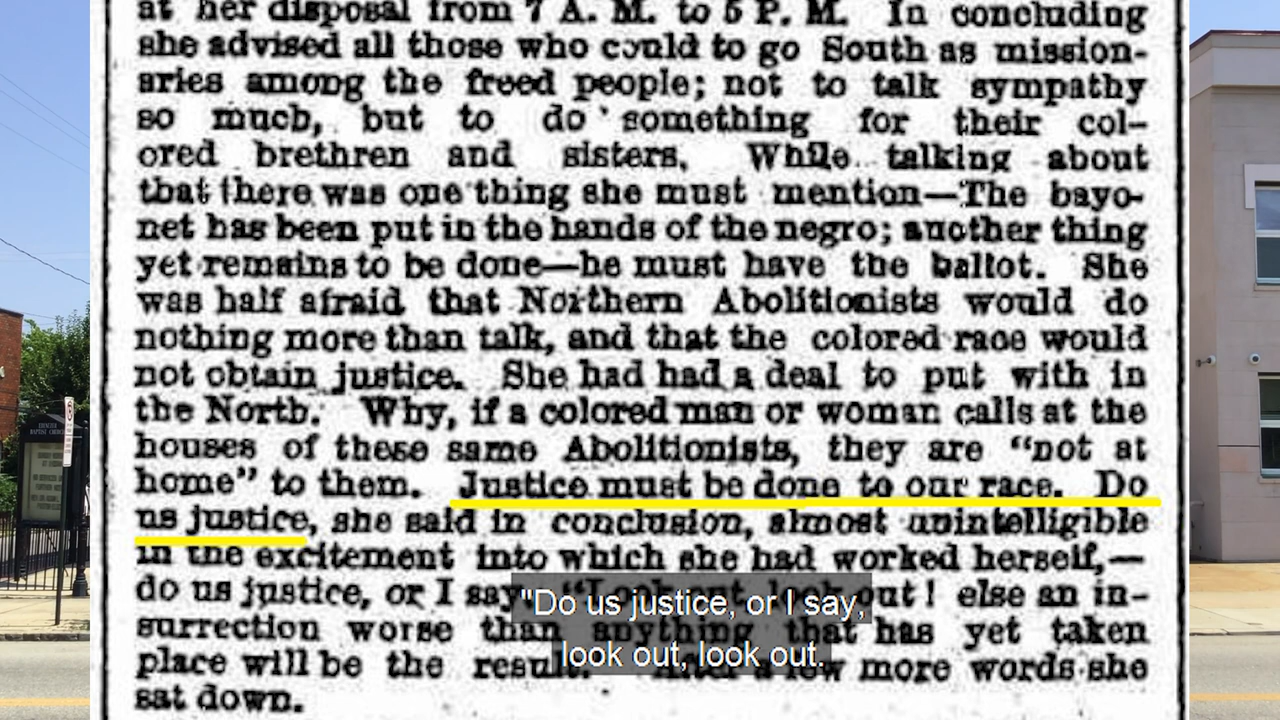 at her disposal from 7 A. M. to 5 P. M. In concluding
she advised all those who could to go South as mission-
aries among the freed people; not to talk sympathy
so much, but to do something for their col-
ored brethren and sisters. While talking about
that there was one thing she must mention—The bayo-
net has been put in the hands of the negro; another thing
yet remains to be done—he must have the ballot. She
was half afraid that Northern Abolitionists would do
nothing more than talk, and that the colored race would
not obtain justice. She had had a deal to put with in
the North. Why, if a colored man or woman calls at the
houses of these same Abolitionists, they are “not at
home” to them. Justice must be done to our race. Do
us justice, she said in conclusion, almost unintelligible
in the excitement into which she had worked herself,—
do us justice, or I say, “Look out, look out! else an in-
surrection worse than anything that has yet taken
place will be the result.” After a few more words she
sat down.
"Do us justice, or I say,
look out, look out.
EBENEZER
BAPTIST CHURCH